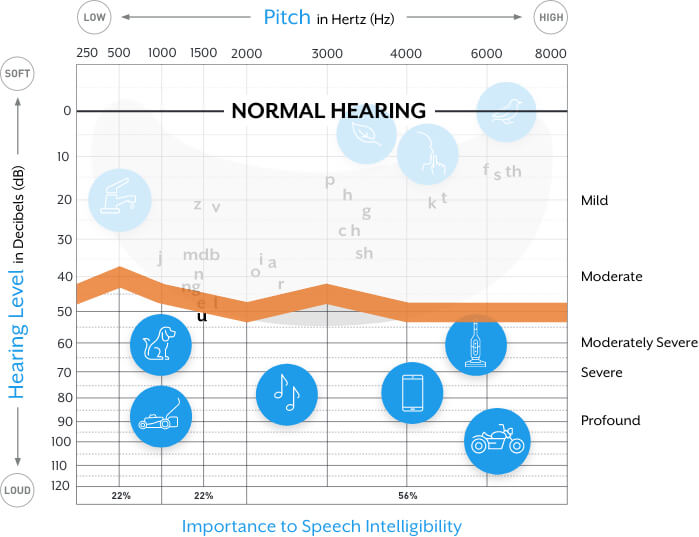 LOW Pitch in Hertz (Hz) HIGH
250 500 1000 1500 2000 3000 4000 6000 8000
SOFT
0 NORMAL HEARING
10
f s th
p
20 Mild
h
z v g k t
30
ch
j mdb i a sh
n o
40 Moderate
ng r
e l
50
u
60 Moderately Severe
70 Severe
80
90 Profound
100
110
120
LOUD
22% 22% 56%
Hearing Level in Decibels (dB)
Importance to Speech Intelligibility